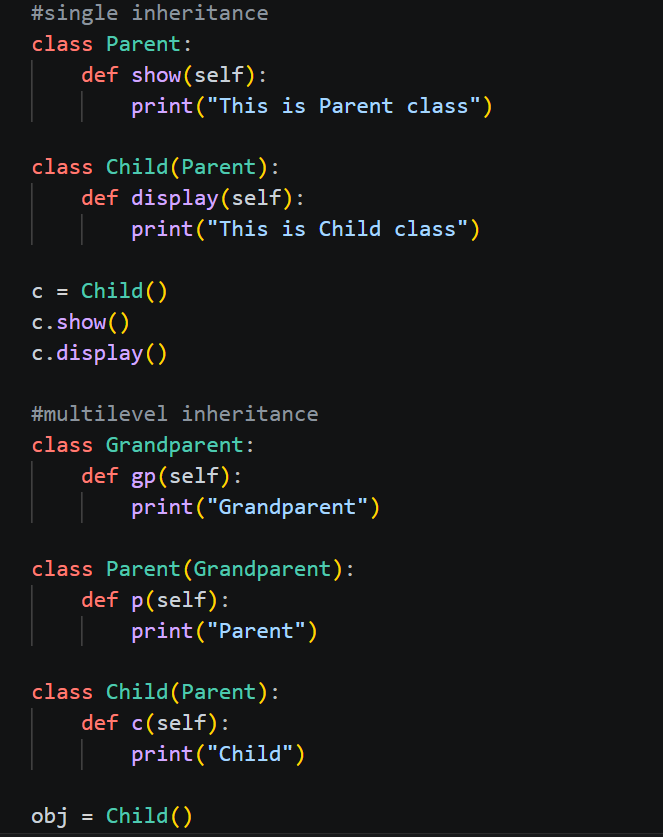 #single inheritance
class Parent:
    def show(self):
        print("This is Parent class")

class Child(Parent):
    def display(self):
        print("This is Child class")

c = Child()
c.show()
c.display()

#multilevel inheritance
class Grandparent:
    def gp(self):
        print("Grandparent")

class Parent(Grandparent):
    def p(self):
        print("Parent")

class Child(Parent):
    def c(self):
        print("Child")

obj = Child()